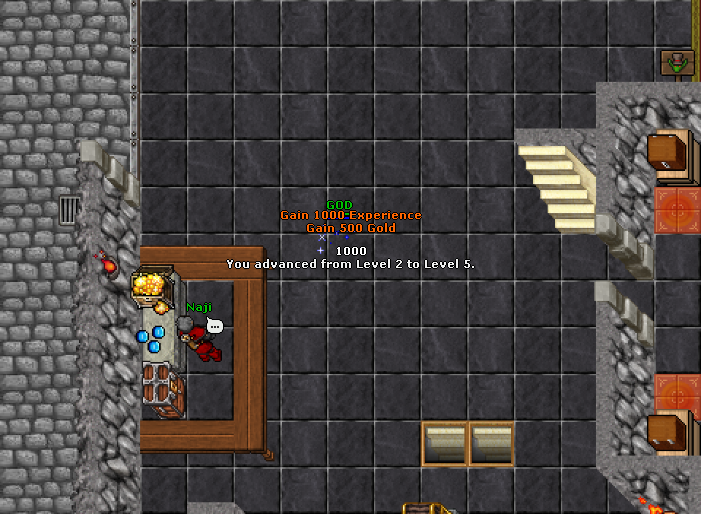 GOD
Gain 1000 Experience
Gain 500 Gold
1000
You advanced from Level 2 to Level 5.
Naji
...